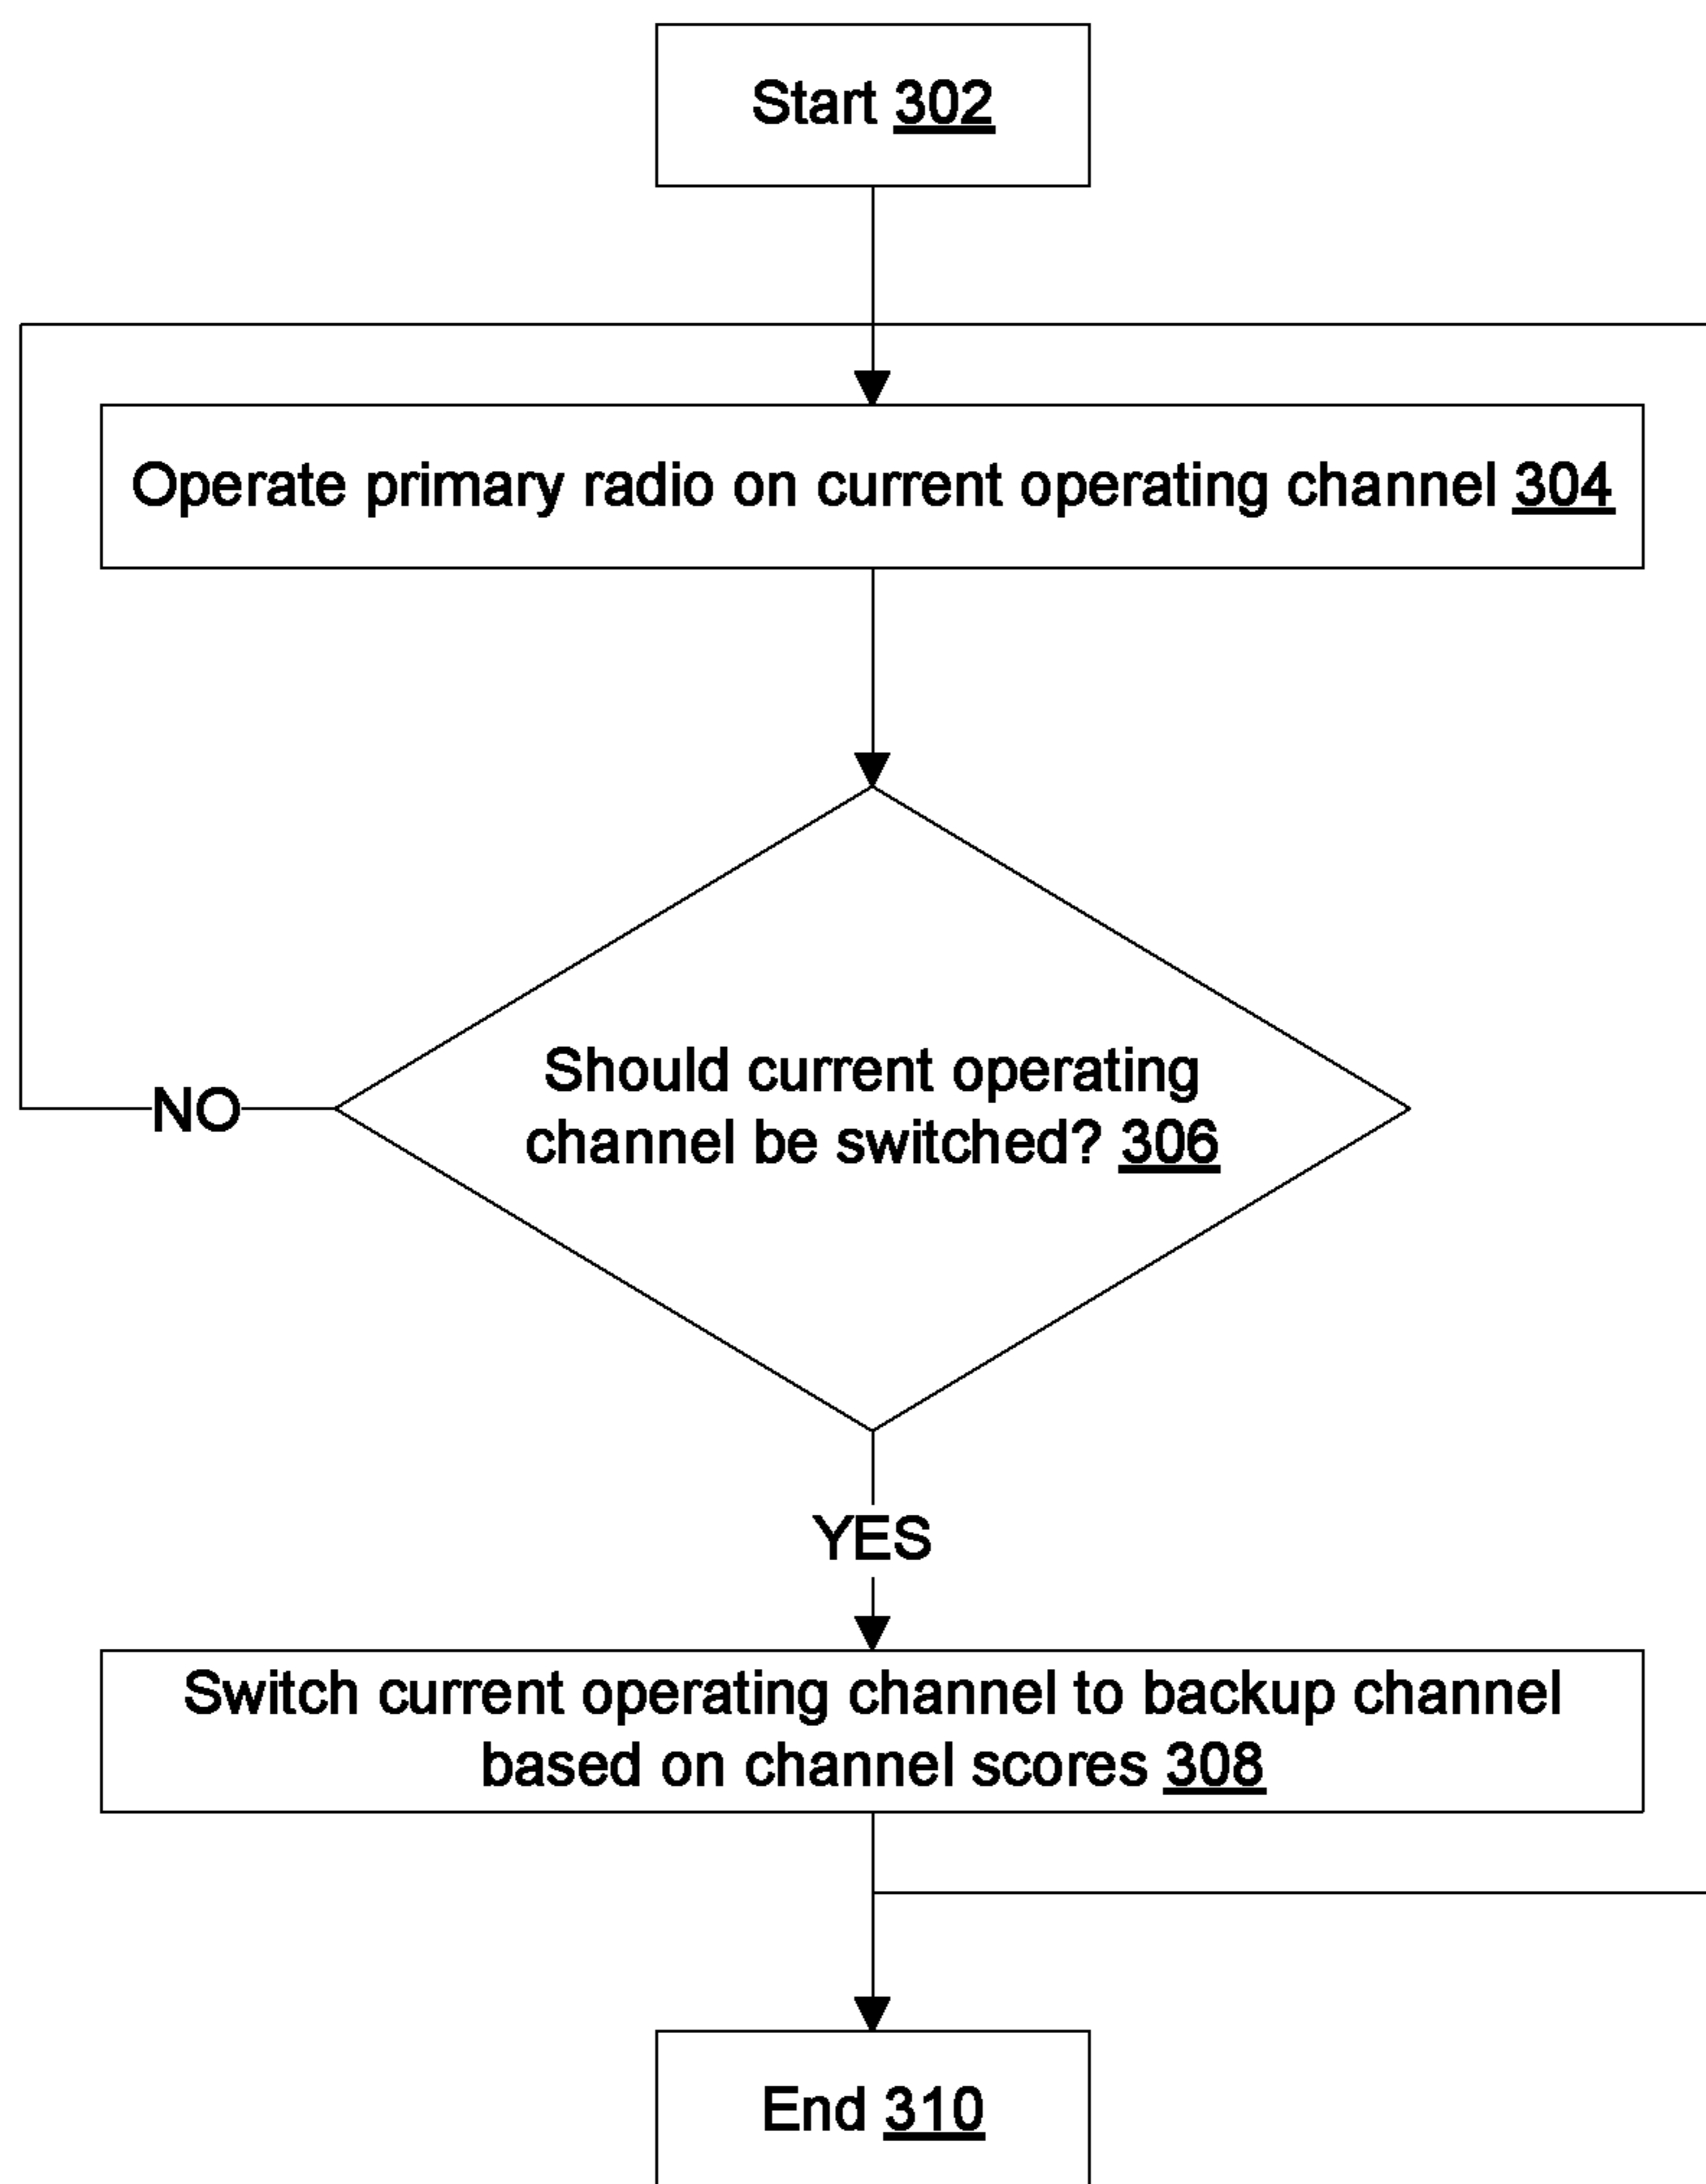 Start 302
Operate primary radio on current operating channel 304
Should current operating
channel be switched? 306
NO
YES
Switch current operating channel to backup channel
based on channel scores 308
End 310